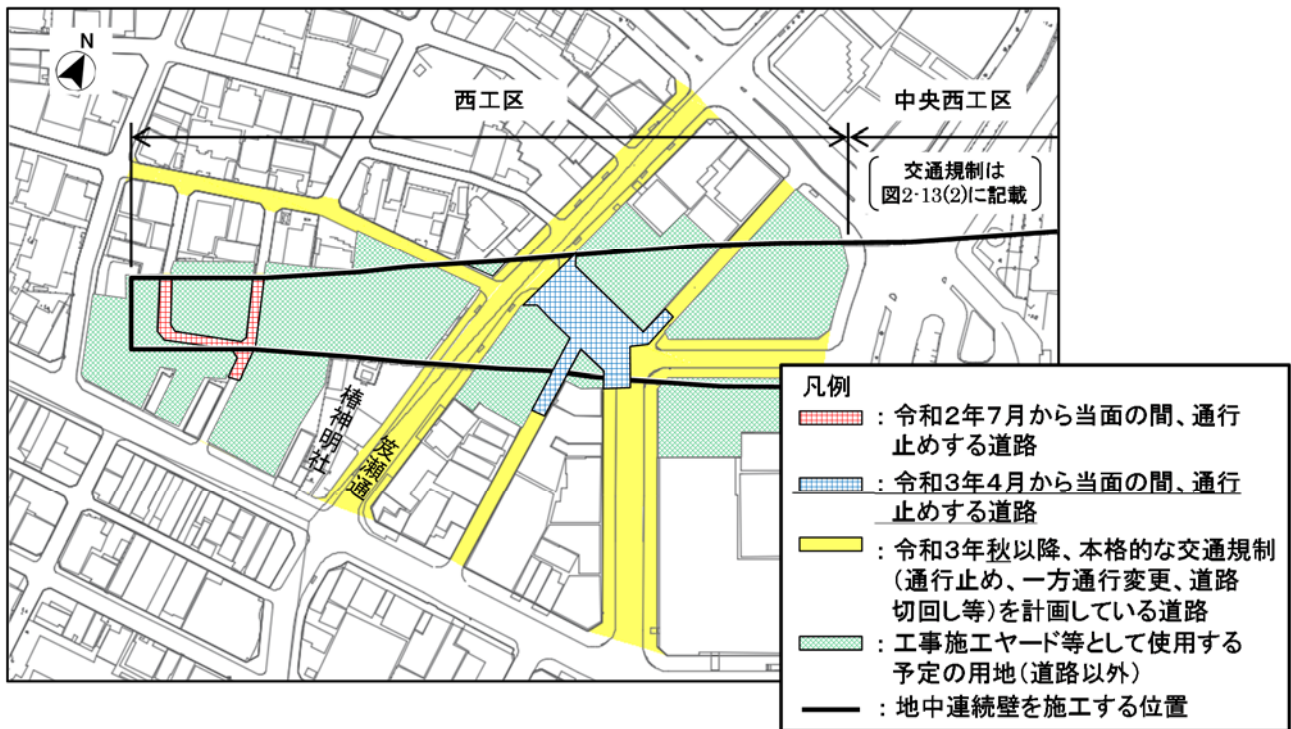 N
西工区
中央西工区
交通規制は
図2-13(2)に記載
椿神明社
笈瀬通
凡例
：令和2年7月から当面の間、通行
止めする道路
：令和3年4月から当面の間、通行
止めする道路
：令和3年秋以降、本格的な交通規制
（通行止め、一方通行変更、道路
切回し等）を計画している道路
：工事施工ヤード等として使用する
予定の用地（道路以外）
：地中連続壁を施工する位置